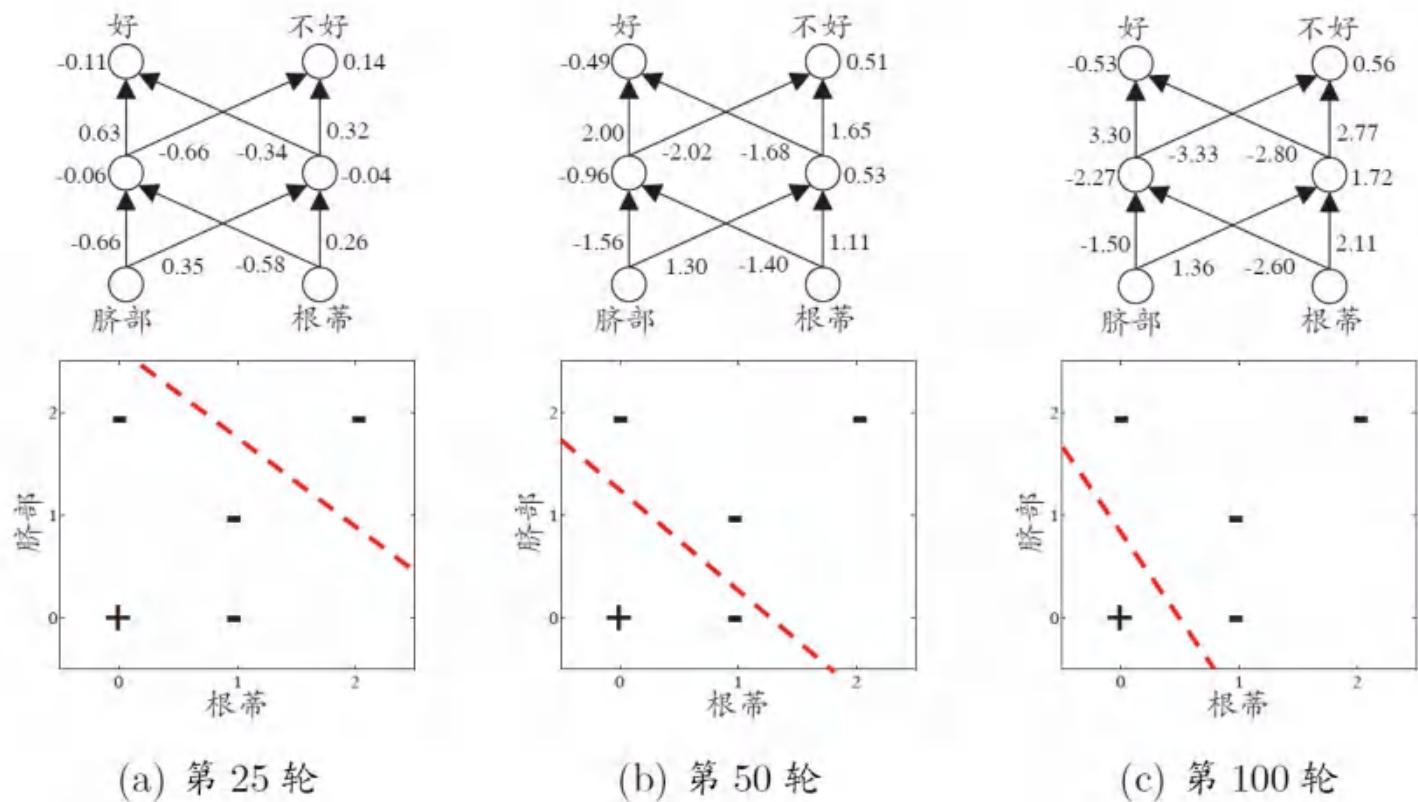 好 不好 好 不好 好 不好
-0.11 0.14 -0.49 0.51 -0.53 0.56
0.63 0.32 2.00 1.65 3.30 2.77
-0.66 -0.34 -2.02 -1.68 -3.33 -2.80
-0.06 -0.04 -0.96 0.53 -2.27 1.72
-0.66 0.26 -1.56 1.11 -1.50 2.11
0.35 -0.58 1.30 -1.40 1.36 -2.60
脐部 根蒂 脐部 根蒂 脐部 根蒂
2 2 2
1 1 1
脐部 脐部 脐部
0 0 0
0 1 2 0 1 2 0 1 2
根蒂 根蒂 根蒂
(a) 第 25 轮 (b) 第 50 轮 (c) 第 100 轮